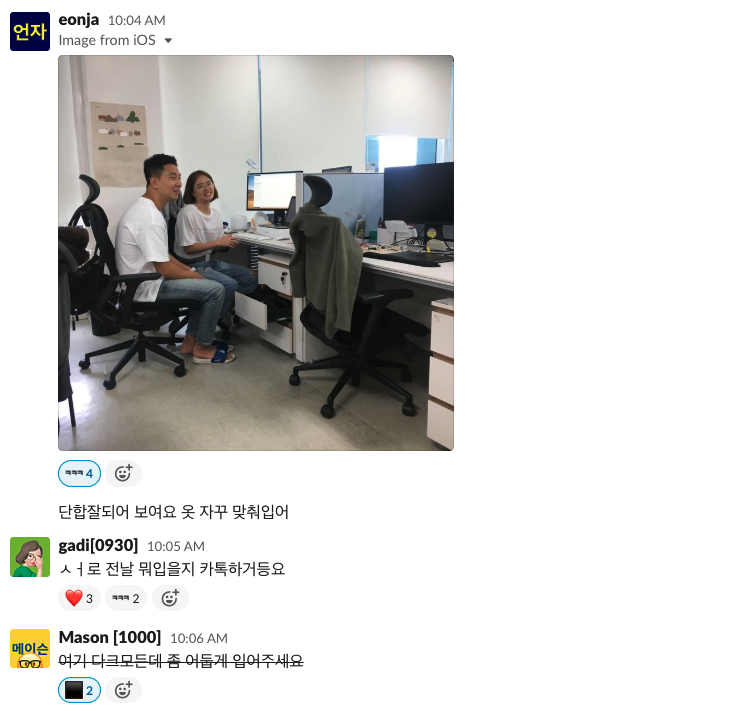 언자
eonja 10:04 AM
Image from iOS
ㅋㅋㅋ 4
단합잘되어 보여요 옷 자꾸 맞춰입어
gadi[0930] 10:05 AM
ㅅㅓ로 전날 뭐입을지 카톡하거등요
3 ㅋㅋㅋ 2
메이슨
Mason [1000] 10:06 AM
여기 다크모든데 좀 어둡게 입어주세요
2